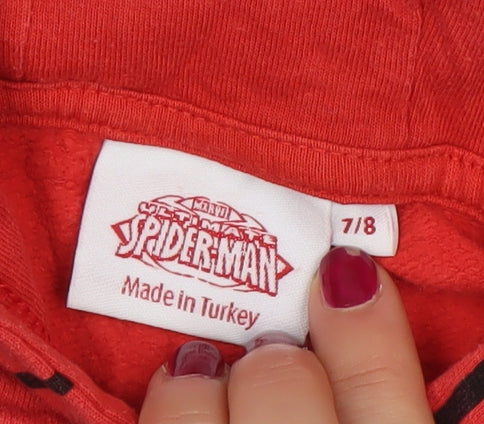 MARVEL
ULTIMATE
SPIDER-MAN
Made in Turkey
7/8